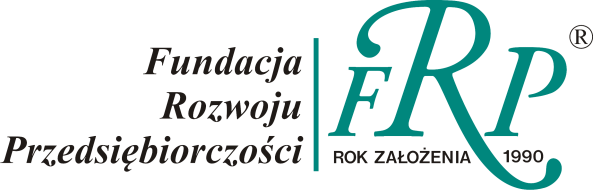 Fundacja
Rozwoju
Przedsiębiorczości
FRP®
ROK ZAŁOŻENIA 1990